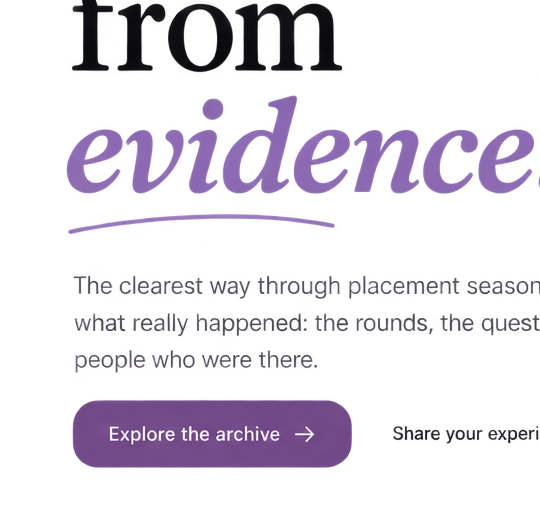 from
evidence.
The clearest way through placement season
what really happened: the rounds, the quest
people who were there.
Explore the archive →
Share your experi